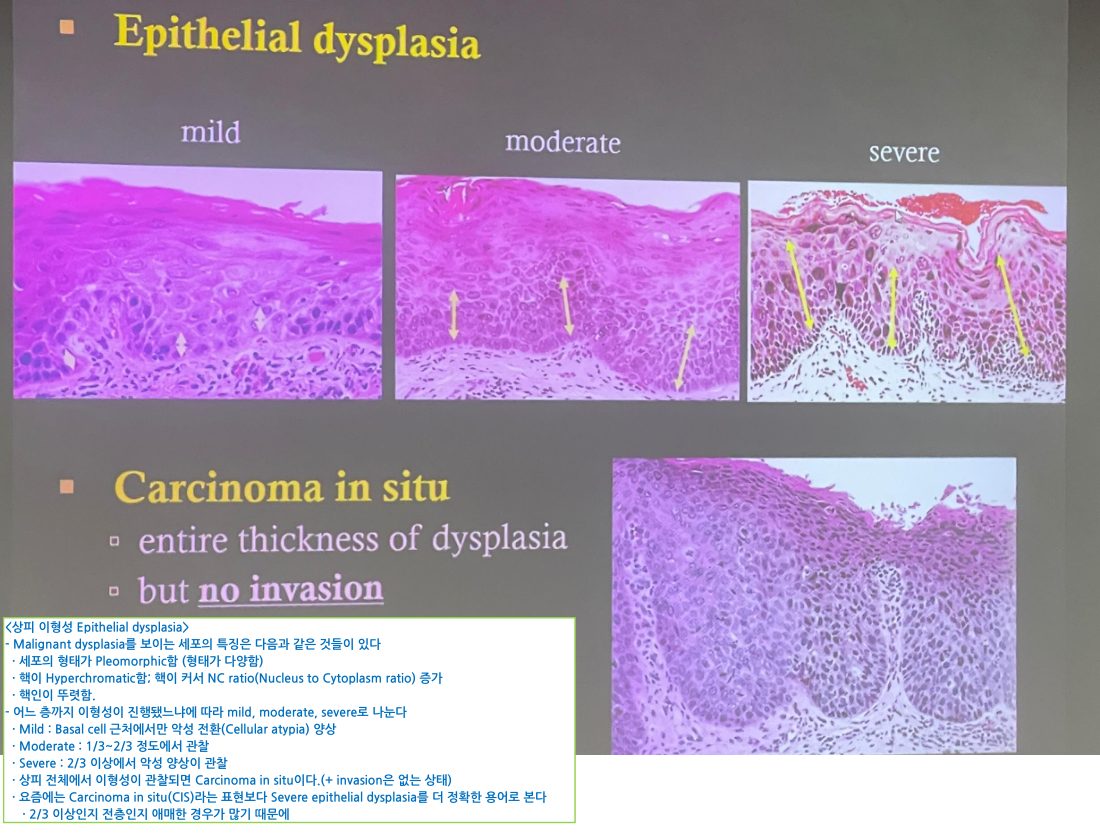 Epithelial dysplasia
mild
moderate
severe
Carcinoma in situ
entire thickness of dysplasia
but no invasion
<상피 이형성 Epithelial dysplasia>
- Malignant dysplasia를 보이는 세포의 특징은 다음과 같은 것들이 있다
· 세포의 형태가 Pleomorphic함 (형태가 다양함)
· 핵이 Hyperchromatic함; 핵이 커서 NC ratio(Nucleus to Cytoplasm ratio) 증가
· 핵인이 뚜렷함.
- 어느 층까지 이형성이 진행됐느냐에 따라 mild, moderate, severe로 나눈다
· Mild : Basal cell 근처에서만 악성 전환(Cellular atypia) 양상
· Moderate : 1/3~2/3 정도에서 관찰
· Severe : 2/3 이상에서 악성 양상이 관찰
· 상피 전체에서 이형성이 관찰되면 Carcinoma in situ이다.(+ invasion은 없는 상태)
· 요즘에는 Carcinoma in situ(CIS)라는 표현보다 Severe epithelial dysplasia를 더 정확한 용어로 본다
· 2/3 이상인지 전층인지 애매한 경우가 많기 때문에